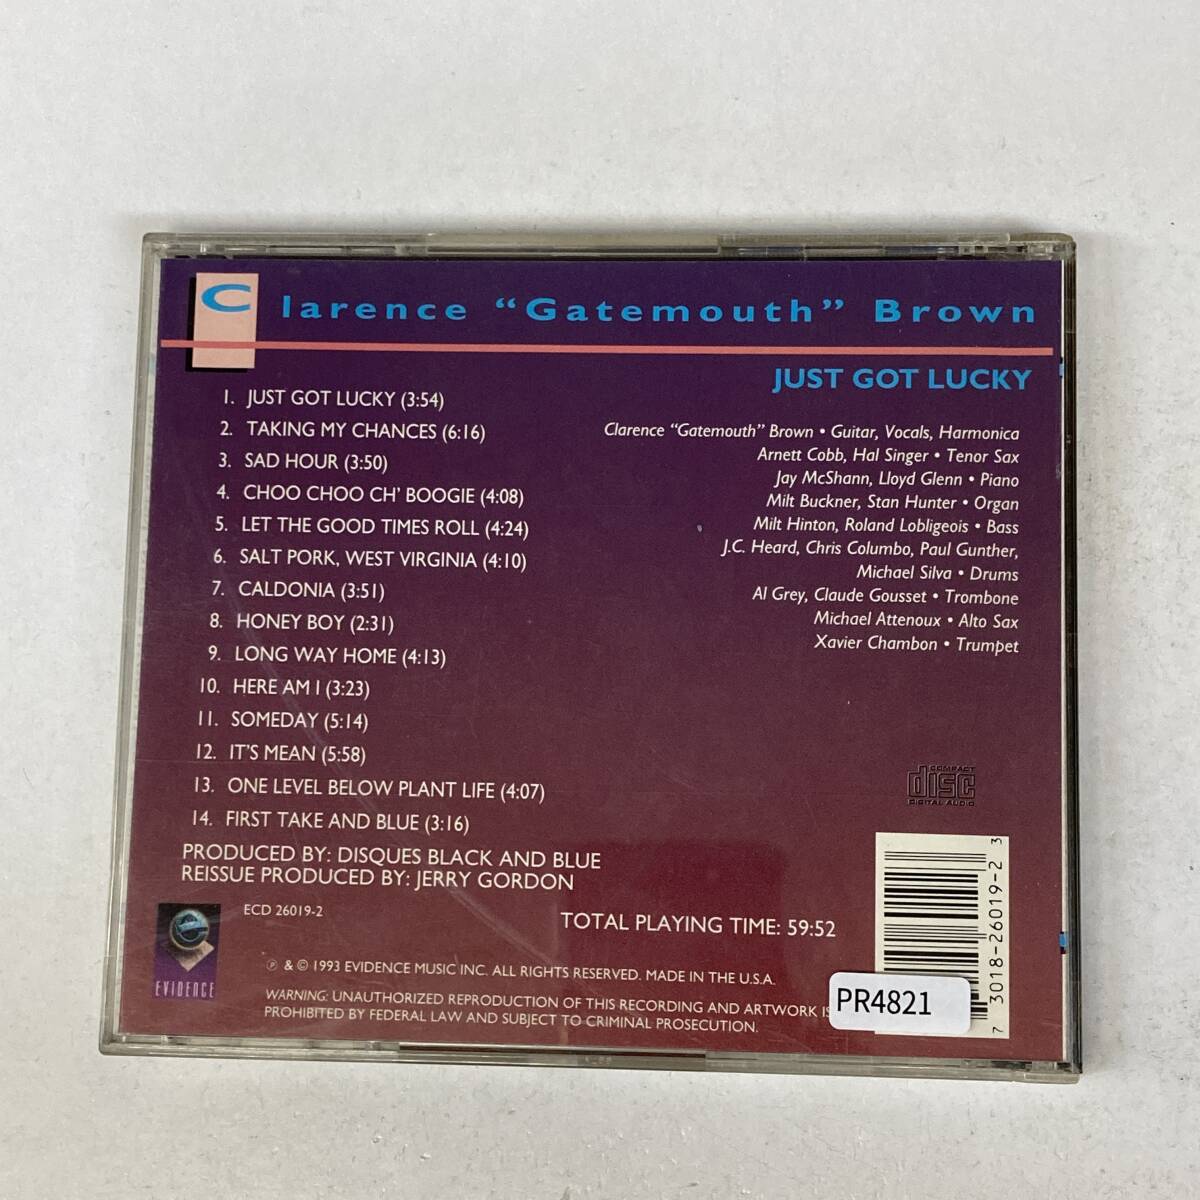 Clarence “Gatemouth” Brown
JUST GOT LUCKY
1. JUST GOT LUCKY (3:54)
2. TAKING MY CHANCES (6:16)
3. SAD HOUR (3:50)
4. CHOO CHOO CH' BOOGIE (4:08)
5. LET THE GOOD TIMES ROLL (4:24)
6. SALT PORK, WEST VIRGINIA (4:10)
7. CALDONIA (3:51)
8. HONEY BOY (2:31)
9. LONG WAY HOME (4:13)
10. HERE AM I (3:23)
11. SOMEDAY (5:14)
12. IT'S MEAN (5:58)
13. ONE LEVEL BELOW PLANT LIFE (4:07)
14. FIRST TAKE AND BLUE (3:16)
Clarence “Gatemouth” Brown • Guitar, Vocals, Harmonica
Arnett Cobb, Hal Singer • Tenor Sax
Jay McShann, Lloyd Glenn • Piano
Milt Buckner, Stan Hunter • Organ
Milt Hinton, Roland Lobligeois • Bass
J.C. Heard, Chris Columbo, Paul Gunther,
Michael Silva • Drums
Al Grey, Claude Gousset • Trombone
Michael Attenoux • Alto Sax
Xavier Chambon • Trumpet
COMPACT
disc
DIGITAL AUDIO
PRODUCED BY: DISQUES BLACK AND BLUE
REISSUE PRODUCED BY: JERRY GORDON
ECD 26019-2
TOTAL PLAYING TIME: 59:52
EVIDENCE
℗ & © 1993 EVIDENCE MUSIC INC. ALL RIGHTS RESERVED. MADE IN THE U.S.A.
WARNING: UNAUTHORIZED REPRODUCTION OF THIS RECORDING AND ARTWORK IS
PROHIBITED BY FEDERAL LAW AND SUBJECT TO CRIMINAL PROSECUTION.
7 30182-26019-2 3
PR4821